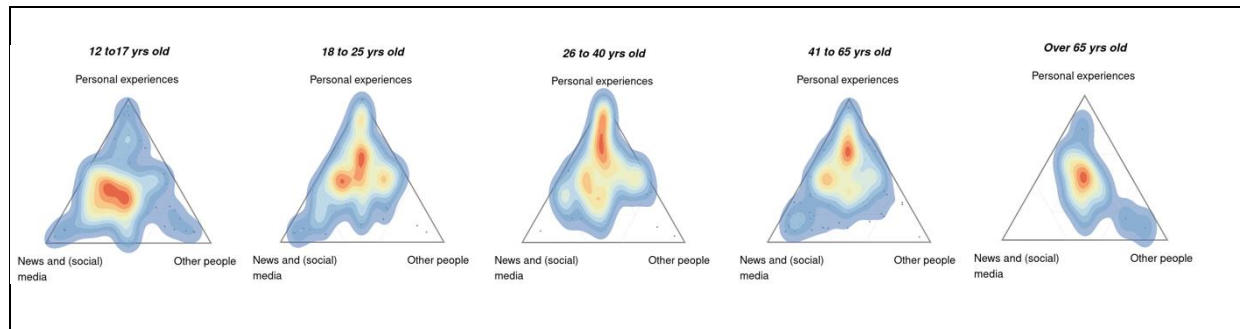 12 to17 yrs old
Personal experiences
News and (social)
media
Other people
18 to 25 yrs old
Personal experiences
News and (social)
media
Other people
26 to 40 yrs old
Personal experiences
News and (social)
media
Other people
41 to 65 yrs old
Personal experiences
News and (social)
media
Other people
Over 65 yrs old
Personal experiences
News and (social)
media
Other people